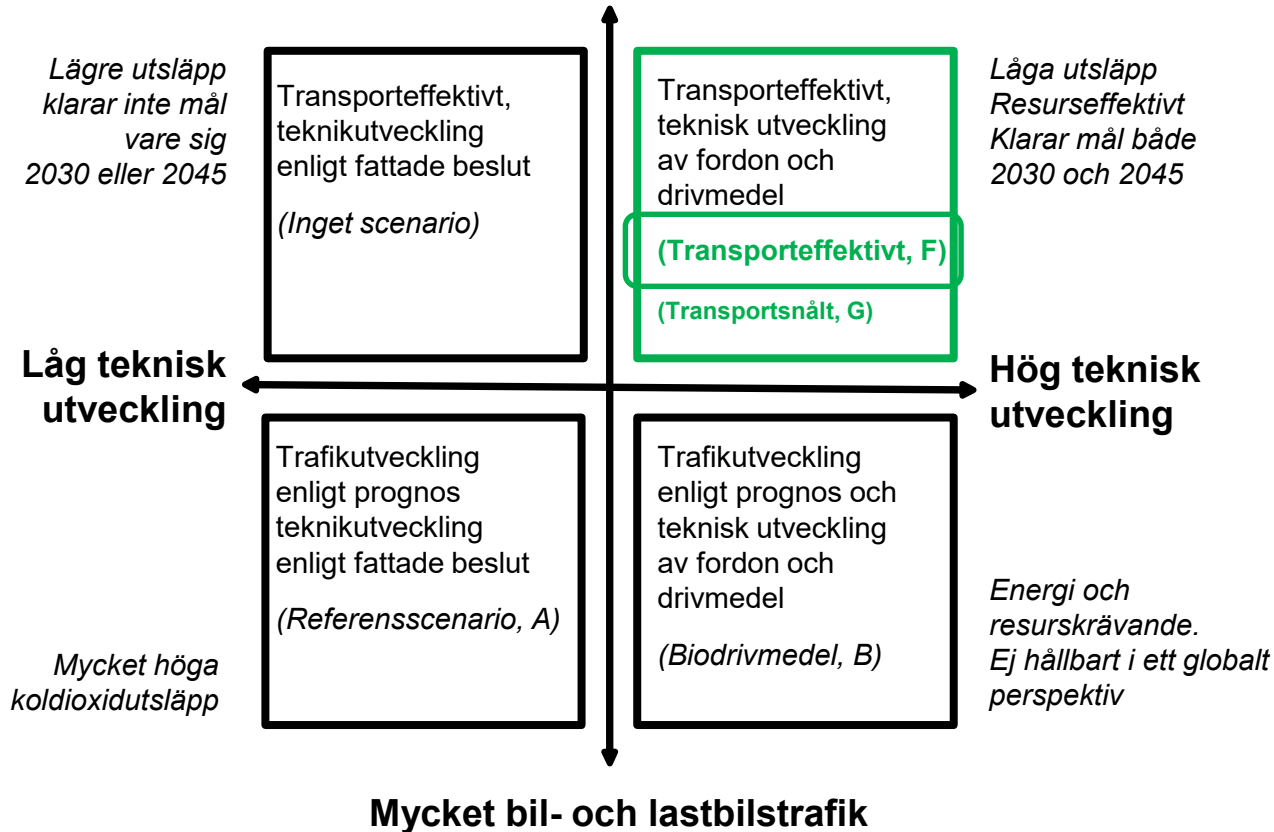 Lägre utsläpp
klarar inte mål
vare sig
2030 eller 2045
Transporteffektivt,
teknikutveckling
enligt fattade beslut
(Inget scenario)
Transporteffektivt,
teknisk utveckling
av fordon och
drivmedel
(Transporteffektivt, F)
(Transportsnålt, G)
Låga utsläpp
Resurseffektivt
Klarar mål både
2030 och 2045
Låg teknisk
utveckling
Hög teknisk
utveckling
Trafikutveckling
enligt prognos
teknikutveckling
enligt fattade beslut
(Referensscenario, A)
Trafikutveckling
enligt prognos och
teknisk utveckling
av fordon och
drivmedel
(Biodrivmedel, B)
Mycket höga
koldioxidutsläpp
Energi och
resurskrävande.
Ej hållbart i ett globalt
perspektiv
Mycket bil- och lastbilstrafik